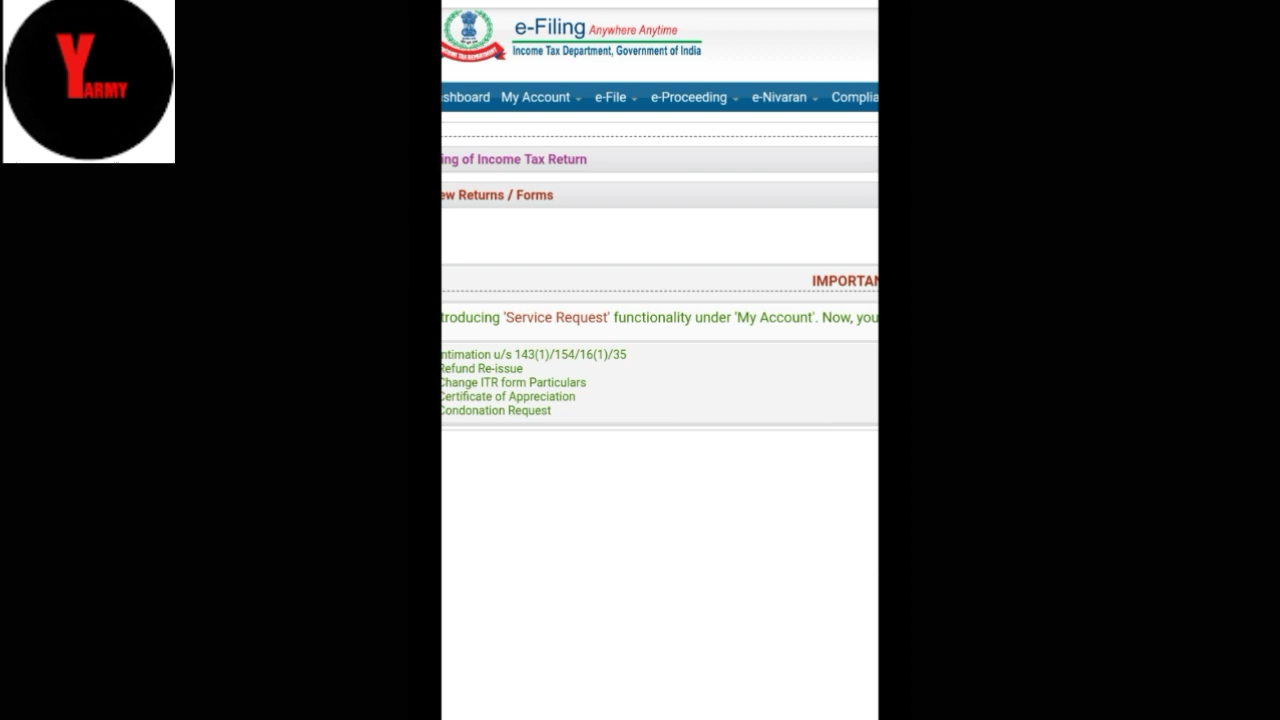 Y ARMY
e-Filing Anywhere Anytime
Income Tax Department, Government of India
shboard My Account e-File e-Proceeding e-Nivaran Complia
ing of Income Tax Return
ew Returns / Forms
IMPORTAN
troducing 'Service Request' functionality under 'My Account'. Now, you
ntimation u/s 143(1)/154/16(1)/35
Refund Re-issue
Change ITR form Particulars
Certificate of Appreciation
Condonation Request